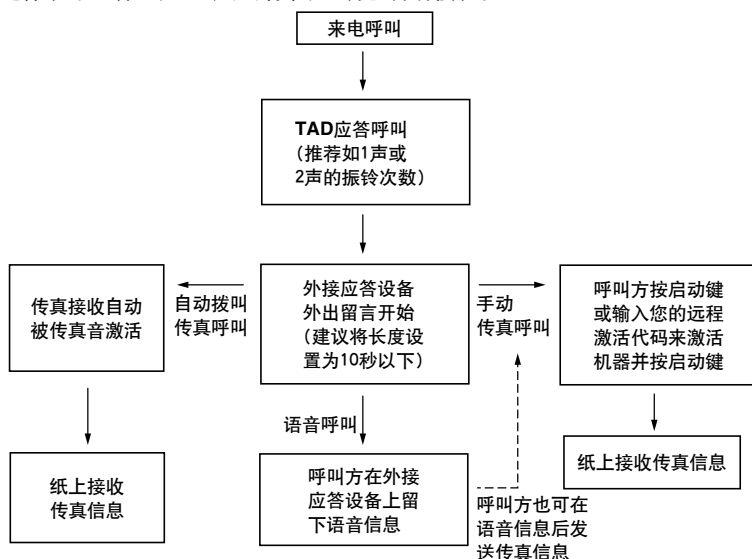 来电呼叫
TAD应答呼叫
(推荐如1声或
2声的振铃次数)
传真接收自动
被传真音激活
自动拨叫
传真呼叫
外接应答设备
外出留言开始
(建议将长度设
置为10秒以下)
手动
传真呼叫
呼叫方按启动键
或输入您的远程
激活代码来激活
机器并按启动键
语音呼叫
纸上接收
传真信息
呼叫方在外接
应答设备上留
下语音信息
呼叫方也可在
语音信息后发
送传真信息
纸上接收传真信息